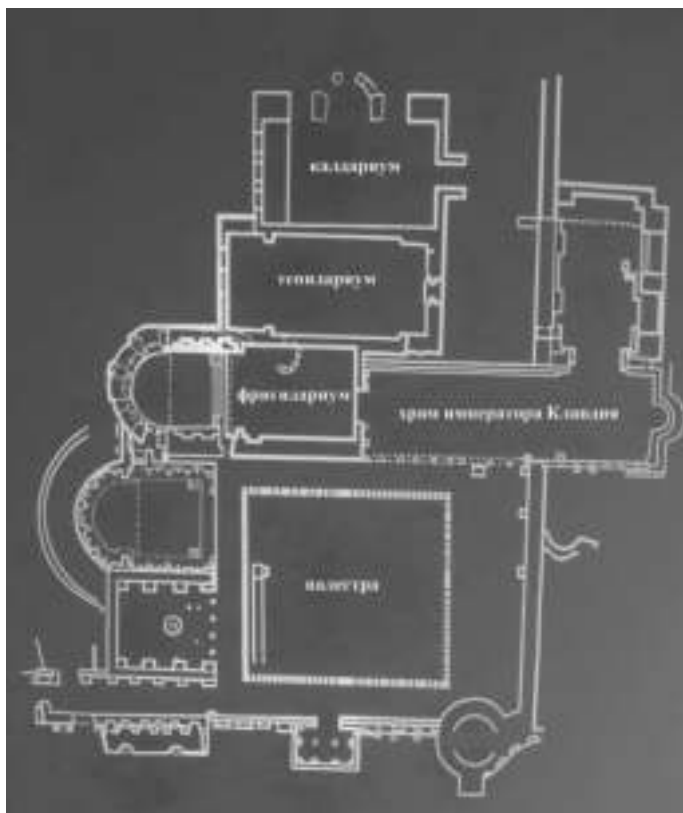 калдариум
тепидариум
фригидариум
храм императора Клавдия
палестра